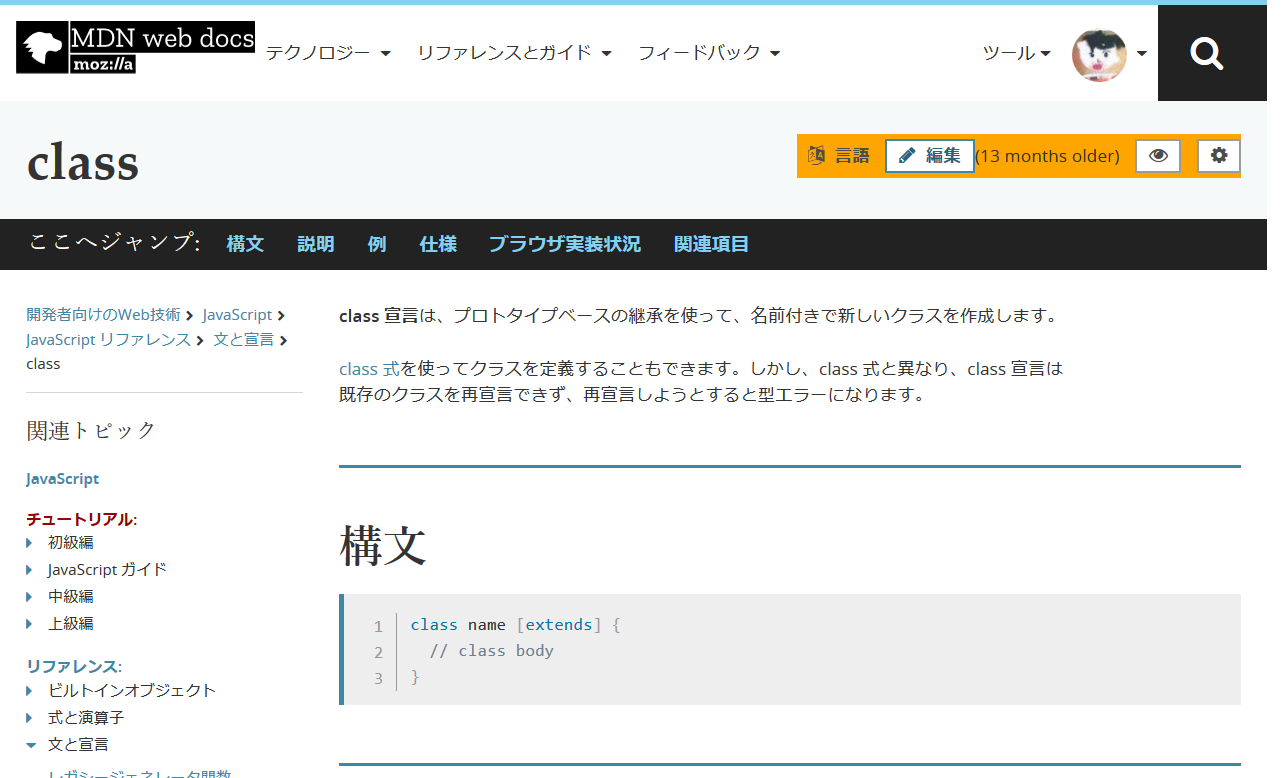 MDN web docs
moz://a
テクノロジー リファレンスとガイド フィードバック ツール
class
言語 編集 (13 months older)
ここへジャンプ: 構文 説明 例 仕様 ブラウザ実装状況 関連項目
開発者向けのWeb技術 JavaScript
JavaScript リファレンス 文と宣言
class
関連トピック
JavaScript
チュートリアル:
初級編
JavaScript ガイド
中級編
上級編
リファレンス:
ビルトインオブジェクト
式と演算子
文と宣言
レガシージェネレータ関数
class 宣言は、プロトタイプベースの継承を使って、名前付きで新しいクラスを作成します。
class 式を使ってクラスを定義することもできます。しかし、class 式と異なり、class 宣言は
既存のクラスを再宣言できず、再宣言しようとすると型エラーになります。
構文
1 class name [extends] {
2 // class body
3 }